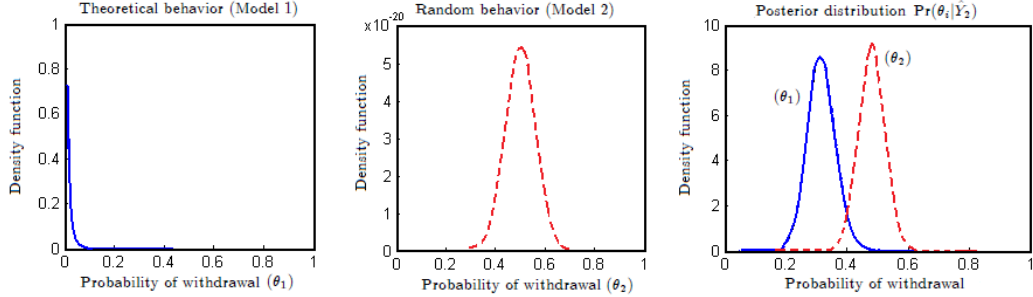 Theoretical behavior (Model 1)
Density function
1
0.8
0.6
0.4
0.2
0
0 0.2 0.4 0.6 0.8 1
Probability of withdrawal (θ₁)
Random behavior (Model 2)
×10⁻²⁰
Density function
5
4
3
2
1
0
0 0.2 0.4 0.6 0.8 1
Probability of withdrawal (θ₂)
Posterior distribution Pr(θᵢ|Ŷ₂)
Density function
10
8
6
4
2
0
(θ₁)
(θ₂)
0.2 0.4 0.6 0.8 1
Probability of withdrawal